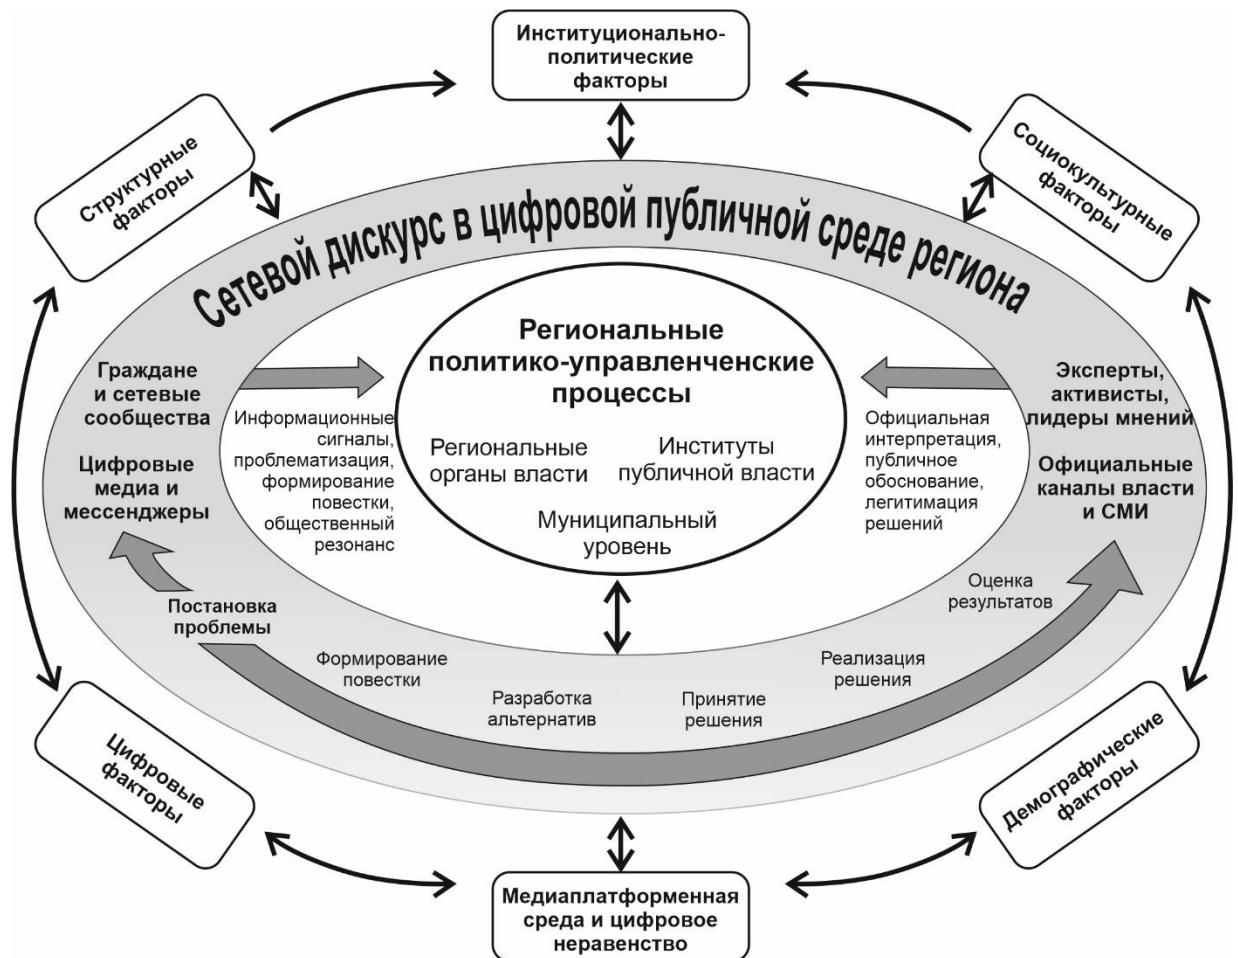 Институционально-
политические
факторы
Структурные
факторы
Социокультурные
факторы
Сетевой дискурс в цифровой публичной среде региона
Региональные
политико-управленченские
процессы
Региональные
органы власти
Институты
публичной власти
Муниципальный
уровень
Граждане
и сетевые
сообщества
Цифровые
медиа и
мессенджеры
Информационные
сигналы,
проблематизация,
формирование
повестки,
общественный
резонанс
Официальная
интерпретация,
публичное
обоснование,
легитимация
решений
Эксперты,
активисты,
лидеры мнений
Официальные
каналы власти
и СМИ
Постановка
проблемы
Формирование
повестки
Разработка
альтернатив
Принятие
решения
Реализация
решения
Оценка
результатов
Цифровые
факторы
Демографические
факторы
Медиаплатформенная
среда и цифровое
неравенство